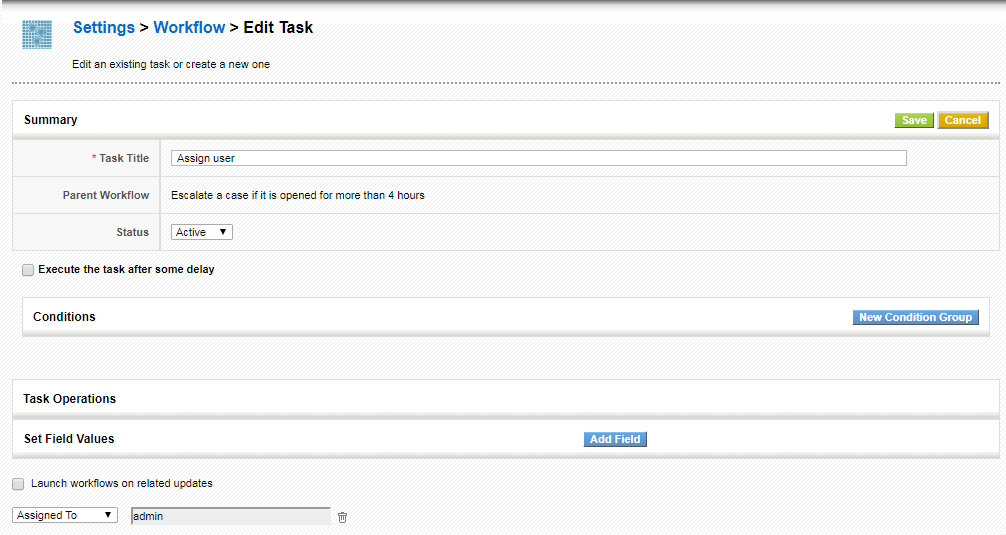 Settings > Workflow > Edit Task
Edit an existing task or create a new one
Summary
Save Cancel
* Task Title Assign user
Parent Workflow Escalate a case if it is opened for more than 4 hours
Status Active
Execute the task after some delay
Conditions New Condition Group
Task Operations
Set Field Values Add Field
Launch workflows on related updates
Assigned To admin